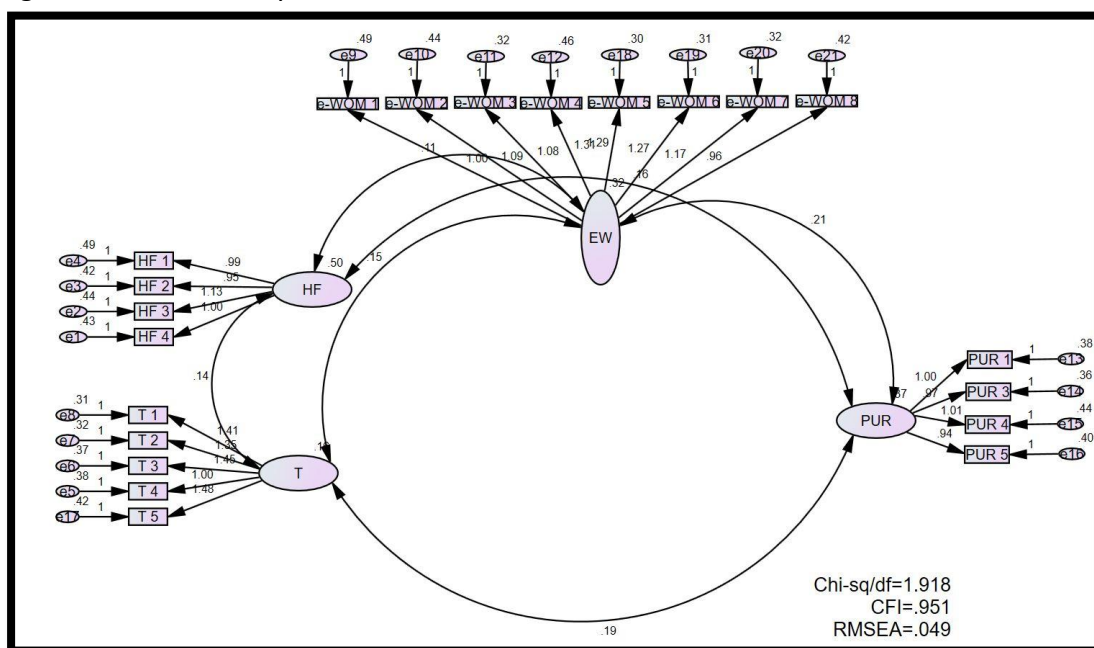 .49 .44 .32 .46 .30 .31 .32 .42
e9 e10 e11 e12 e18 e19 e20 e21
1 1 1 1 1 1 1 1
e-WOM 1 e-WOM 2 e-WOM 3 e-WOM 4 e-WOM 5 e-WOM 6 e-WOM 7 e-WOM 8
.11 1.00 1.09 1.08 1.31 1.29 1.27 1.17 .96
.32 .16
EW
.21
.15
.49 1
e4 HF 1 .99
.42 1
e3 HF 2 .95
.44 1
e2 HF 3 1.13
.43 1
e1 HF 4 1.00
.50
HF
.14
.31 1
e8 T 1 1.41
.32 1
e7 T 2 1.35
.37 1
e6 T 3 1.45
.38 1
e5 T 4 1.00
.42 1
e17 T 5 1.48
T
PUR
1.00 PUR 1 1 .38 e13
.97 PUR 3 1 .36 e14
1.01 PUR 4 1 .44 e15
.94 PUR 5 1 .40 e16
.19
Chi-sq/df=1.918
CFI=.951
RMSEA=.049